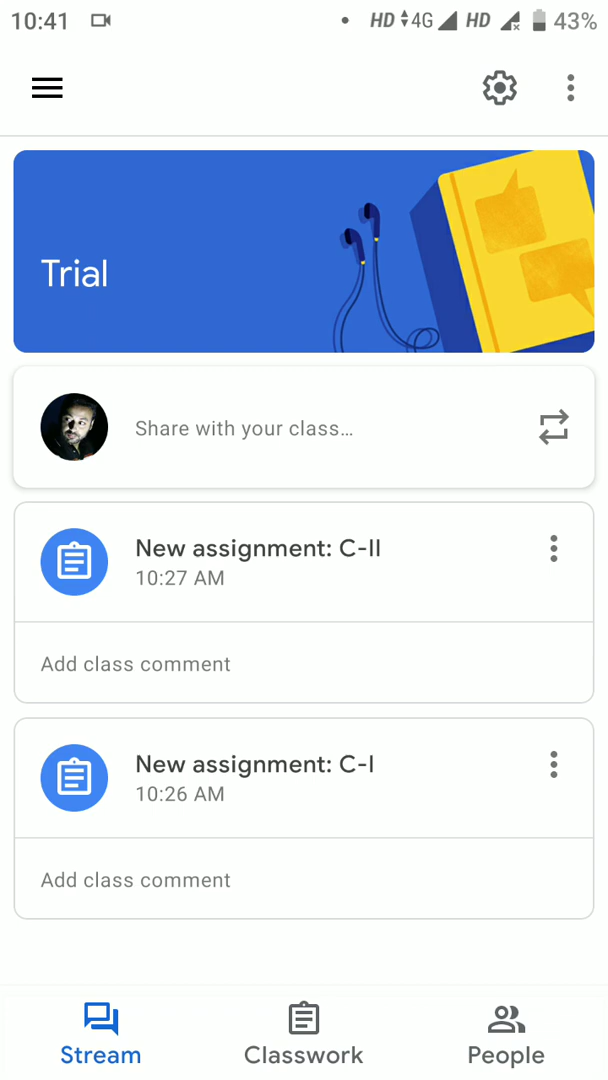 10:41 HD 4G HD 43%
Trial
Share with your class...
New assignment: C-II
10:27 AM
Add class comment
New assignment: C-I
10:26 AM
Add class comment
Stream Classwork People